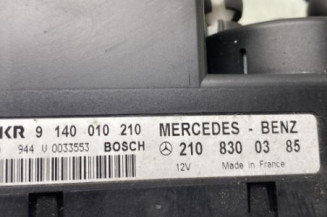 KR 9 140 010 210 MERCEDES - BENZ
944 U 0033553 BOSCH 210 830 03 85
12V Made in France